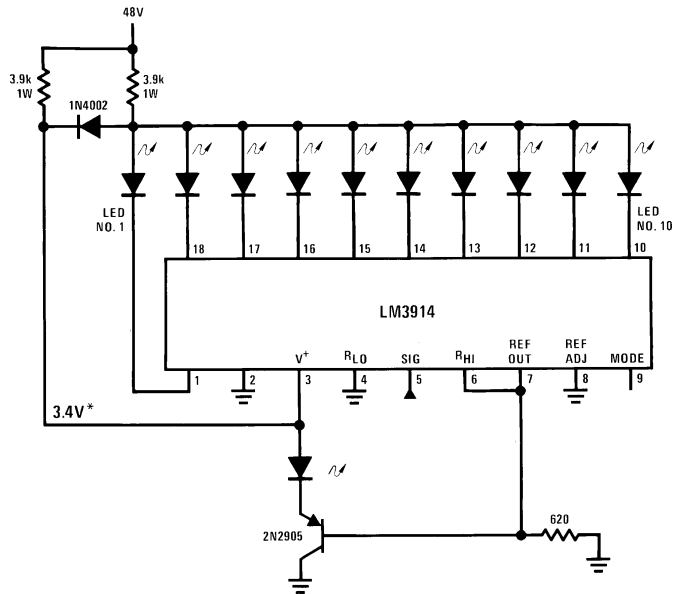 48V
3.9k
1W
3.9k
1W
1N4002
LED
NO. 1
LED
NO. 10
18
17
16
15
14
13
12
11
10
LM3914
V+
RLO
SIG
RHI
REF
OUT
REF
ADJ
MODE
1
2
3
4
5
6
7
8
9
3.4V*
2N2905
620